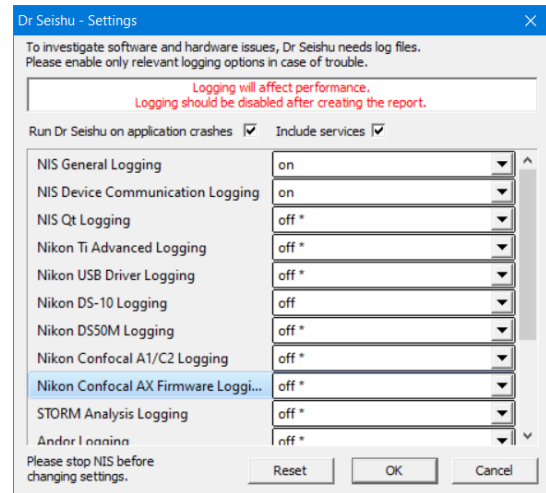 Dr Seishu - Settings
To investigate software and hardware issues, Dr Seishu needs log files.
Please enable only relevant logging options in case of trouble.
Logging will affect performance.
Logging should be disabled after creating the report.
Run Dr Seishu on application crashes Include services
NIS General Logging on
NIS Device Communication Logging on
NIS Qt Logging off *
Nikon Ti Advanced Logging off *
Nikon USB Driver Logging off *
Nikon DS-10 Logging off
Nikon DS50M Logging off *
Nikon Confocal A1/C2 Logging off *
Nikon Confocal AX Firmware Loggi... off *
STORM Analysis Logging off *
Andor Logging off *
Please stop NIS before
changing settings.
Reset OK Cancel